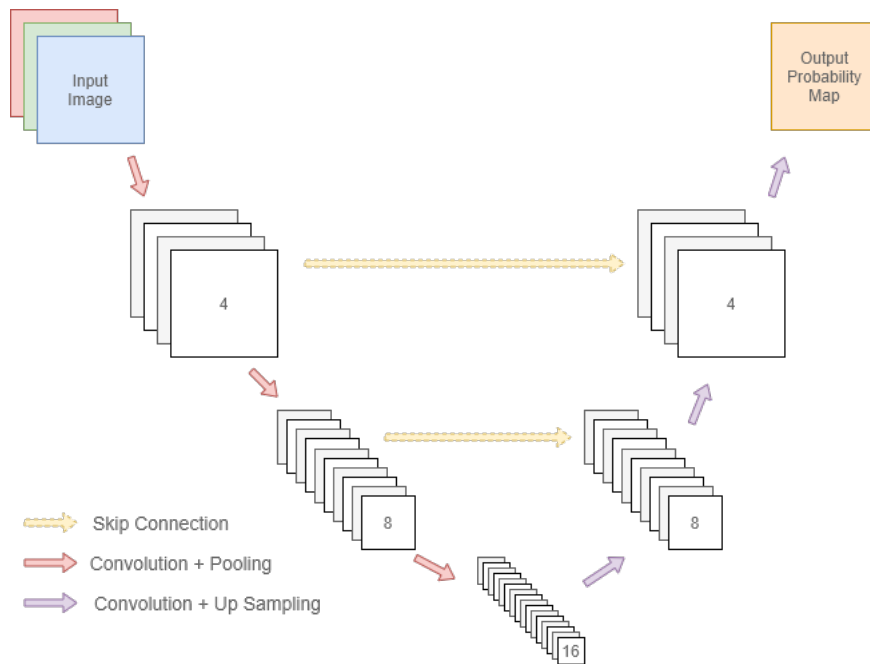 Input
Image
Output
Probability
Map
4
4
8
8
16
Skip Connection
Convolution + Pooling
Convolution + Up Sampling